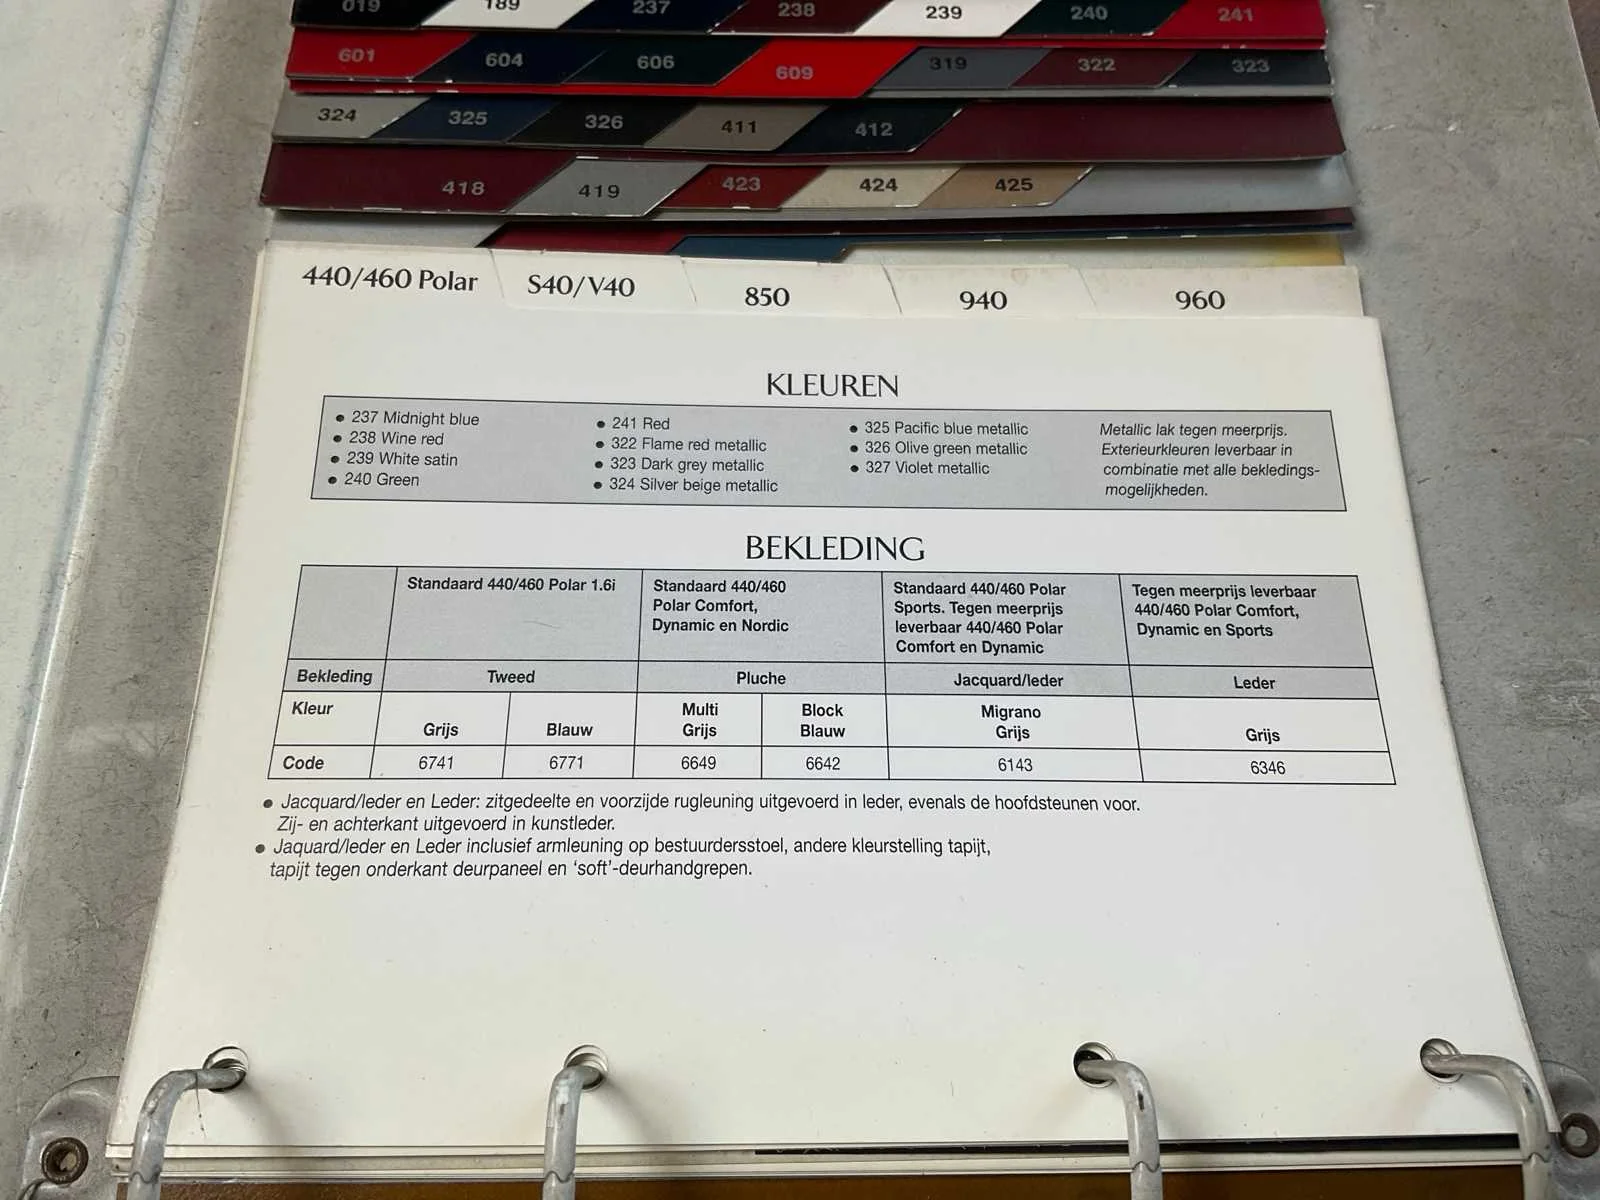 019 189 237 238 239 240 241
601 604 606 609 319 322 323
324 325 326 411 412
418 419 423 424 425
440/460 Polar S40/V40 850 940 960
KLEUREN
• 237 Midnight blue • 241 Red • 325 Pacific blue metallic Metallic lak tegen meerprijs.
• 238 Wine red • 322 Flame red metallic • 326 Olive green metallic Exterieurkleuren leverbaar in
• 239 White satin • 323 Dark grey metallic • 327 Violet metallic combinatie met alle bekledings-
• 240 Green • 324 Silver beige metallic mogelijkheden.
BEKLEDING
Standaard 440/460 Polar 1.6i Standaard 440/460 Standaard 440/460 Polar Tegen meerprijs leverbaar
Polar Comfort, Sports. Tegen meerprijs 440/460 Polar Comfort,
Dynamic en Nordic leverbaar 440/460 Polar Dynamic en Sports
Comfort en Dynamic
Bekleding Tweed Pluche Jacquard/leder Leder
Kleur Multi Block Migrano
Grijs Blauw Grijs Blauw Grijs Grijs
Code 6741 6771 6649 6642 6143 6346
• Jacquard/leder en Leder: zitgedeelte en voorzijde rugleuning uitgevoerd in leder, evenals de hoofdsteunen voor.
Zij- en achterkant uitgevoerd in kunstleder.
• Jaquard/leder en Leder inclusief armleuning op bestuurdersstoel, andere kleurstelling tapijt,
tapijt tegen onderkant deurpaneel en 'soft'-deurhandgrepen.